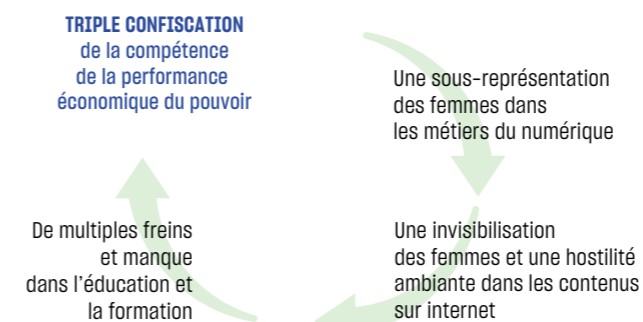 TRIPLE CONFISCATION
de la compétence
de la performance
économique du pouvoir
Une sous-représentation
des femmes dans
les métiers du numérique
Une invisibilisation
des femmes et une hostilité
ambiante dans les contenus
sur internet
De multiples freins
et manque
dans l'éducation et
la formation